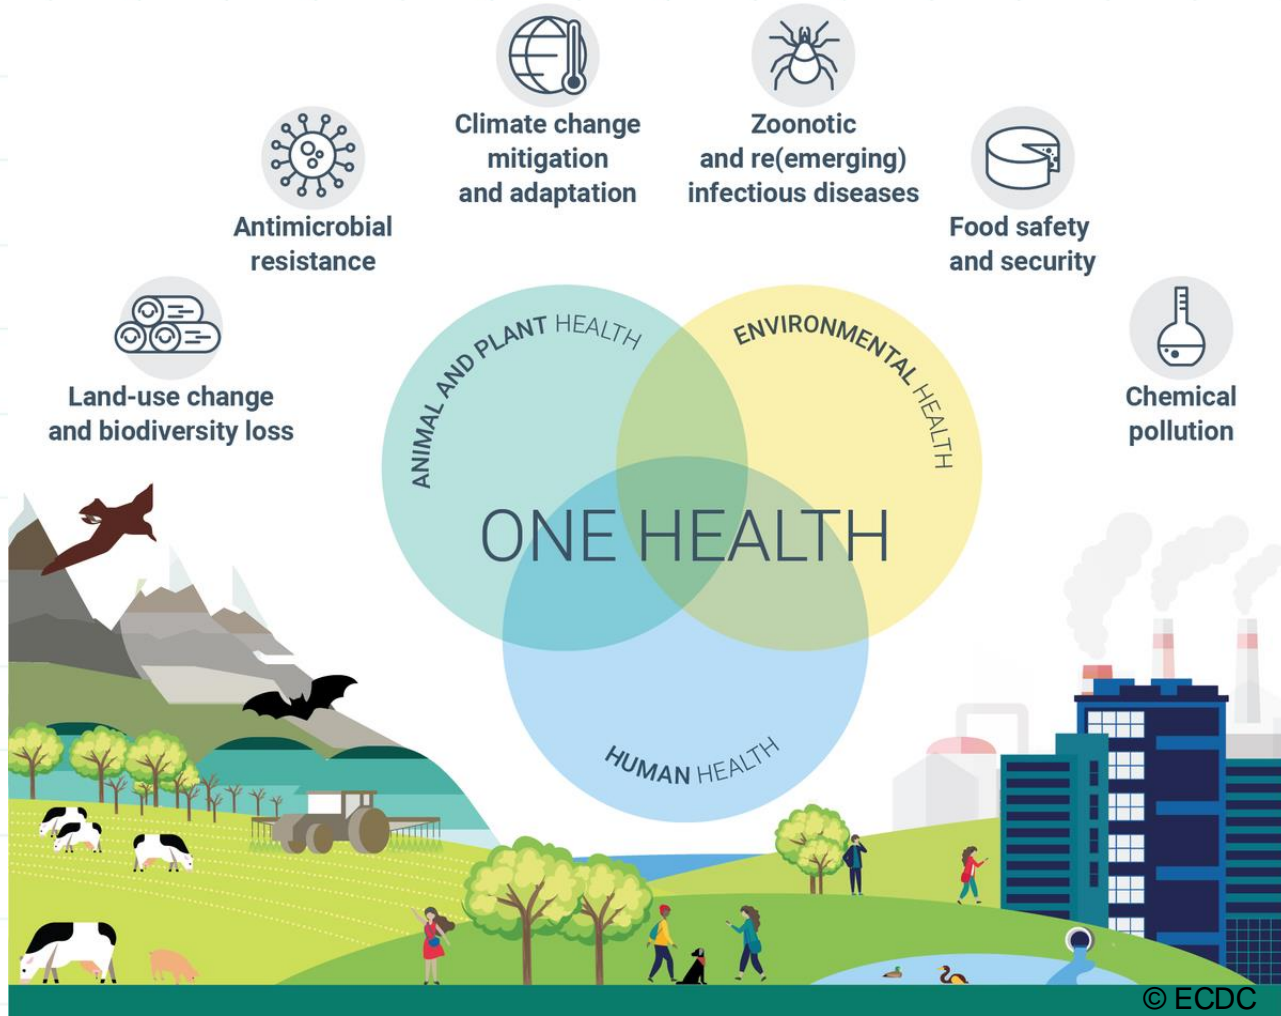 Climate change
mitigation
and adaptation
Zoonotic
and re(emerging)
infectious diseases
Antimicrobial
resistance
Food safety
and security
Land-use change
and biodiversity loss
Chemical
pollution
ANIMAL AND PLANT HEALTH
ENVIRONMENTAL HEALTH
ONE HEALTH
HUMAN HEALTH
© ECDC